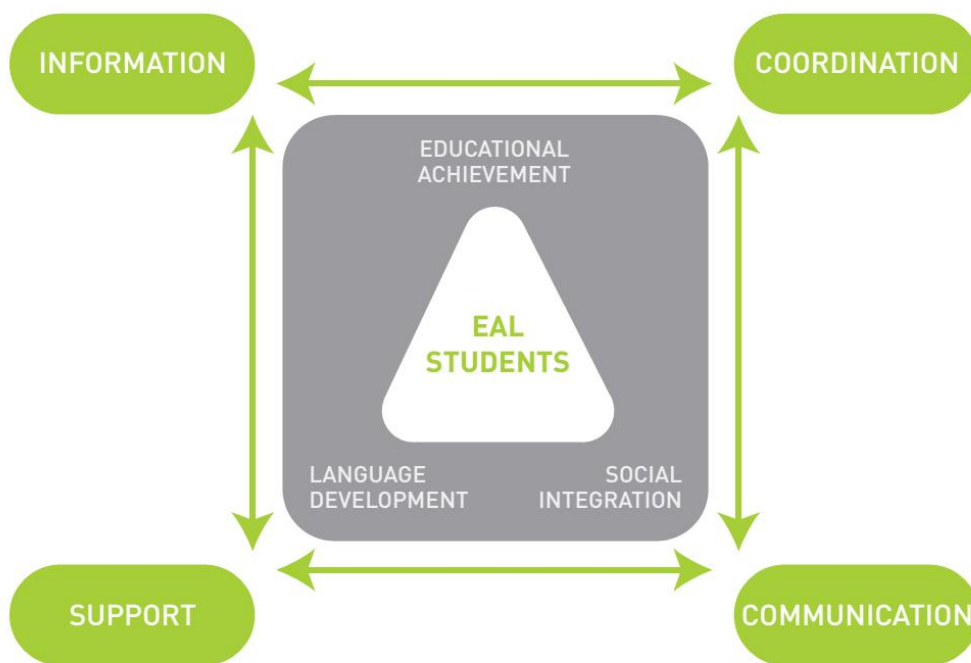 INFORMATION
COORDINATION
EDUCATIONAL
ACHIEVEMENT
EAL
STUDENTS
LANGUAGE
DEVELOPMENT
SOCIAL
INTEGRATION
SUPPORT
COMMUNICATION